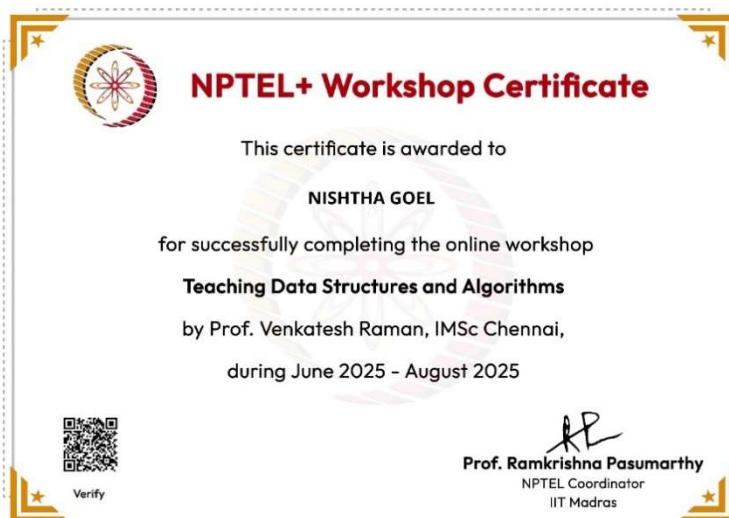 NPTEL+ Workshop Certificate
This certificate is awarded to
NISHTHA GOEL
for successfully completing the online workshop
Teaching Data Structures and Algorithms
by Prof. Venkatesh Raman, IMSc Chennai,
during June 2025 - August 2025
Verify
Prof. Ramkrishna Pasumarthy
NPTEL Coordinator
IIT Madras